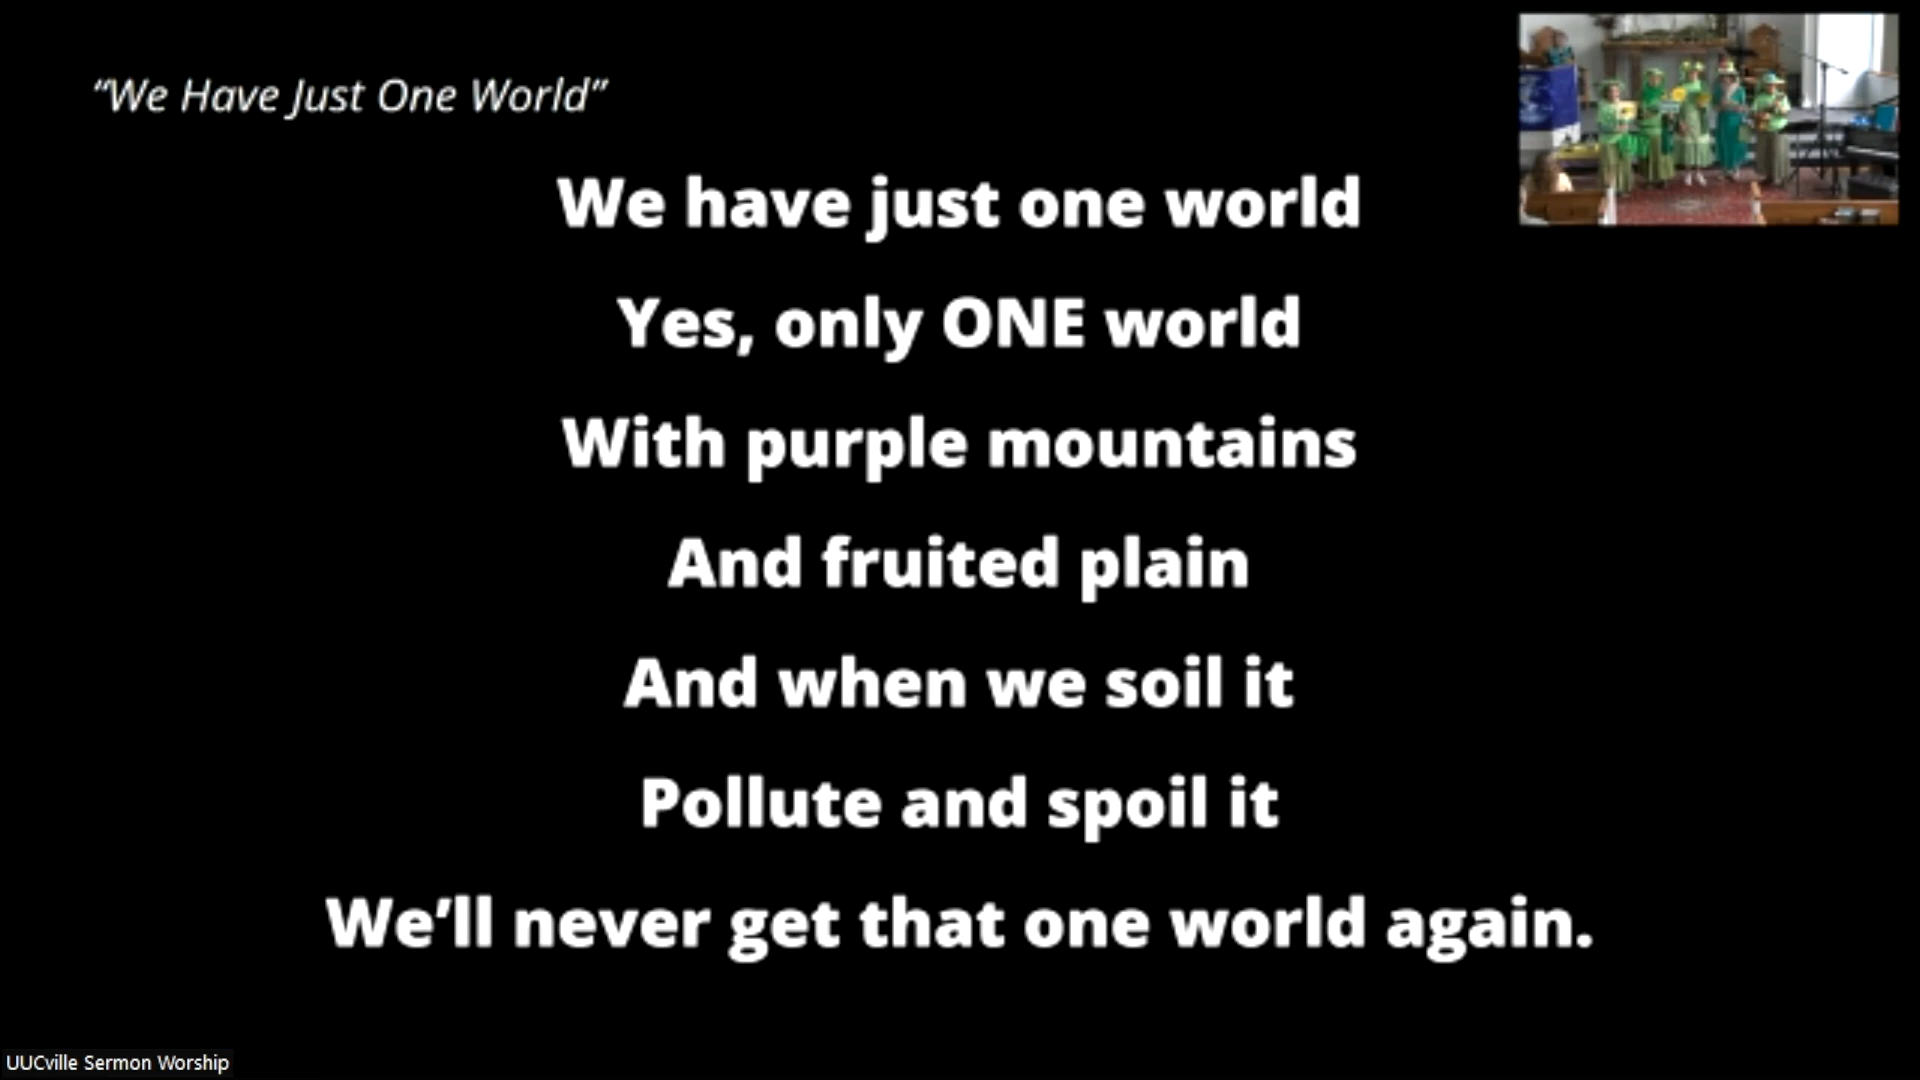 “We Have Just One World”
We have just one world
Yes, only ONE world
With purple mountains
And fruited plain
And when we soil it
Pollute and spoil it
We’ll never get that one world again.
UUCville Sermon Worship